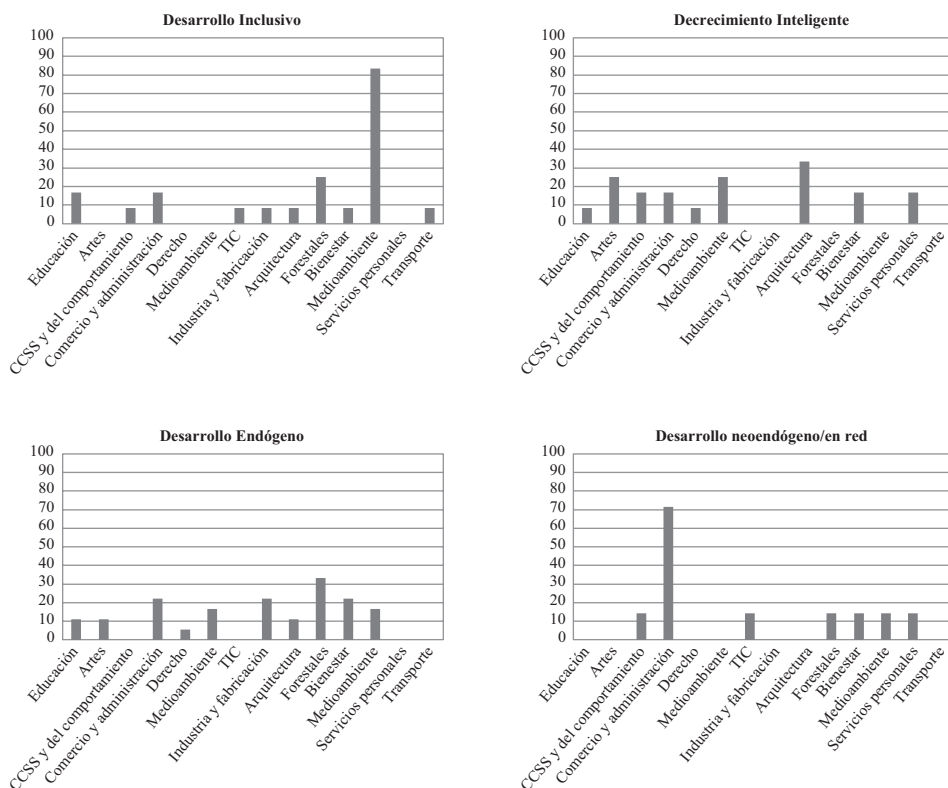 Desarrollo Inclusivo
100
90
80
70
60
50
40
30
20
10
0
Educación
Artes
CCSS y del comportamiento
Comercio y administración
Derecho
Medioambiente
TIC
Industria y fabricación
Arquitectura
Forestales
Bienestar
Medioambiente
Servicios personales
Transporte
Decrecimiento Inteligente
100
90
80
70
60
50
40
30
20
10
0
Educación
Artes
CCSS y del comportamiento
Comercio y administración
Derecho
Medioambiente
TIC
Industria y fabricación
Arquitectura
Forestales
Bienestar
Medioambiente
Servicios personales
Transporte
Desarrollo Endógeno
100
90
80
70
60
50
40
30
20
10
0
Educación
Artes
CCSS y del comportamiento
Comercio y administración
Derecho
Medioambiente
TIC
Industria y fabricación
Arquitectura
Forestales
Bienestar
Medioambiente
Servicios personales
Transporte
Desarrollo neoendógeno/en red
100
90
80
70
60
50
40
30
20
10
0
Educación
Artes
CCSS y del comportamiento
Comercio y administración
Derecho
Medioambiente
TIC
Industria y fabricación
Arquitectura
Forestales
Bienestar
Medioambiente
Servicios personales
Transporte